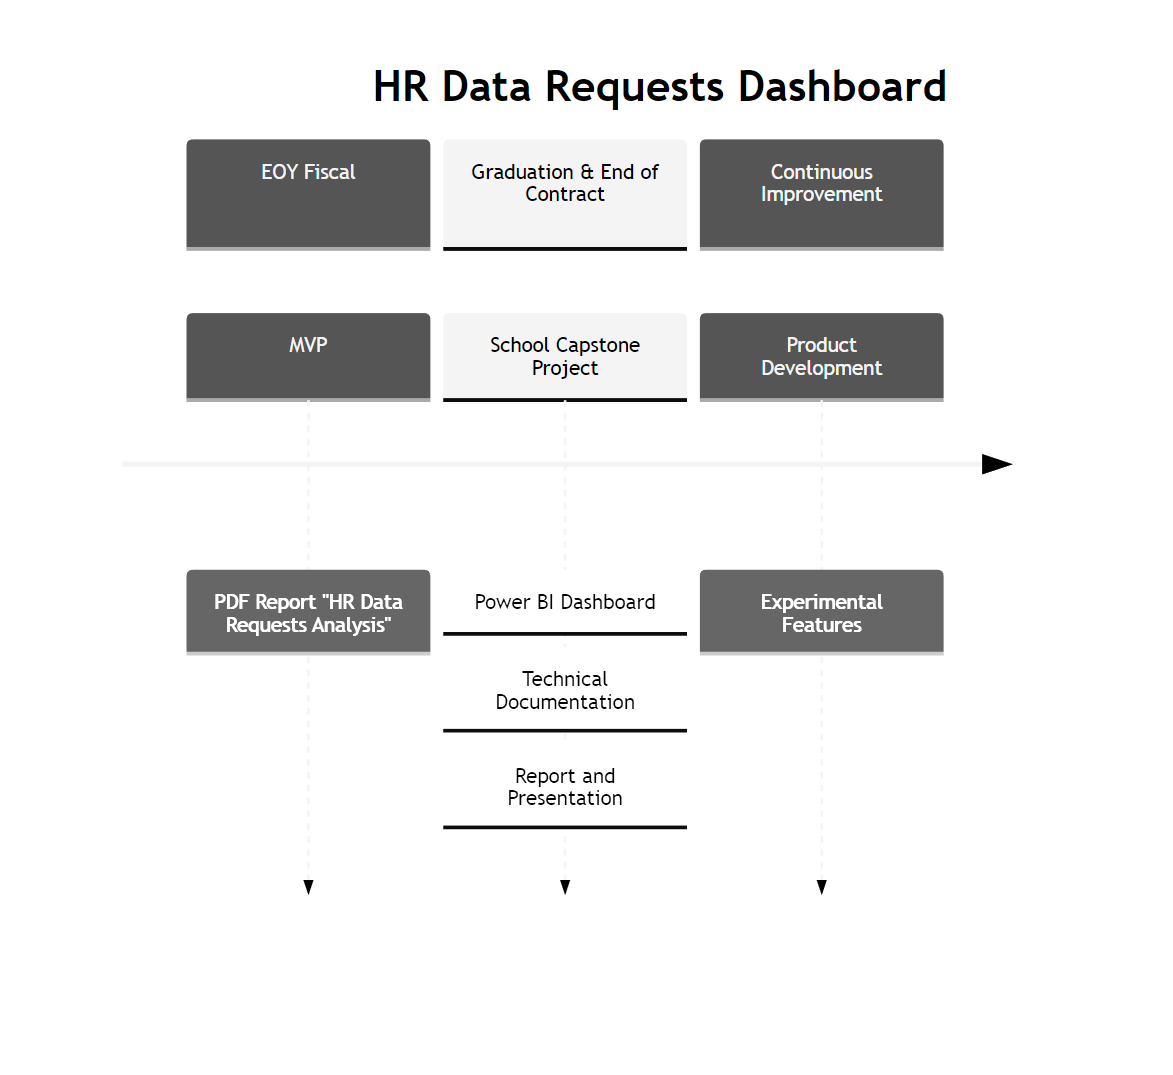 HR Data Requests Dashboard
EOY Fiscal
Graduation & End of
Contract
Continuous
Improvement
MVP
School Capstone
Project
Product
Development
PDF Report "HR Data
Requests Analysis"
Power BI Dashboard
Technical
Documentation
Report and
Presentation
Experimental
Features